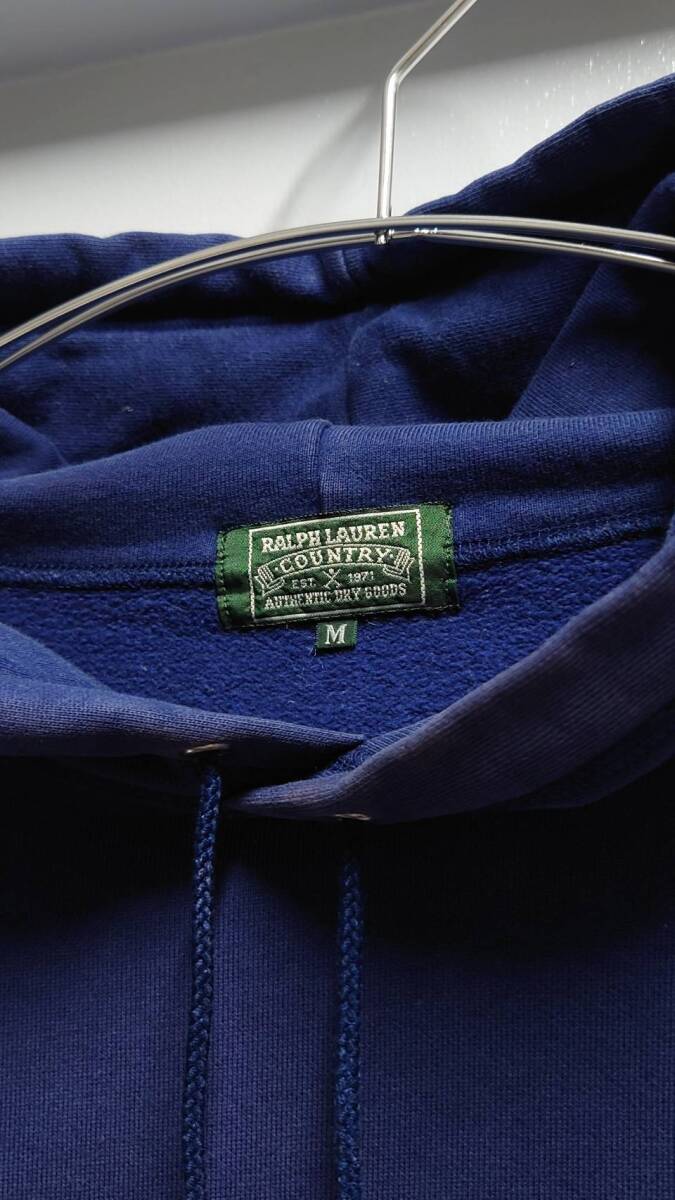 RALPH LAUREN
COUNTRY
EST. 1971
AUTHENTIC DRY GOODS
M